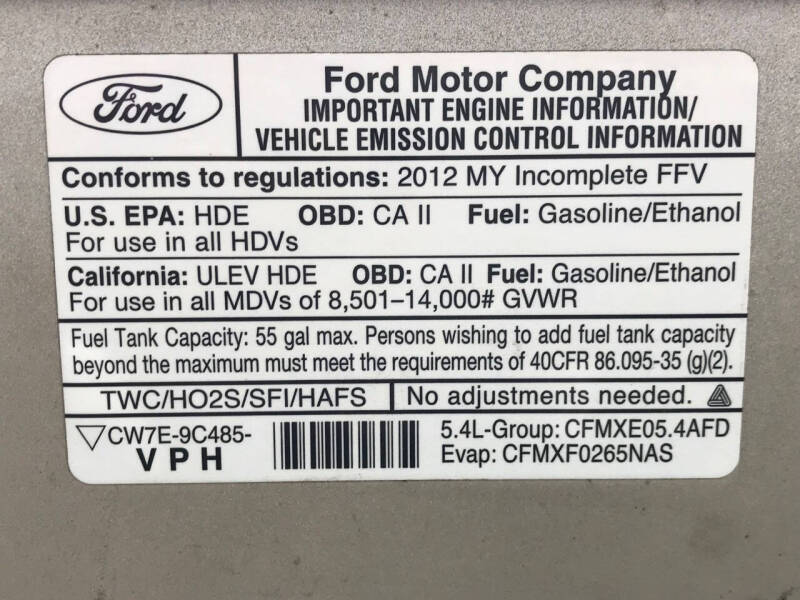 Ford
Ford Motor Company
IMPORTANT ENGINE INFORMATION/
VEHICLE EMISSION CONTROL INFORMATION
Conforms to regulations: 2012 MY Incomplete FFV
U.S. EPA: HDE OBD: CA II Fuel: Gasoline/Ethanol
For use in all HDVs
California: ULEV HDE OBD: CA II Fuel: Gasoline/Ethanol
For use in all MDVs of 8,501–14,000# GVWR
Fuel Tank Capacity: 55 gal max. Persons wishing to add fuel tank capacity
beyond the maximum must meet the requirements of 40CFR 86.095-35 (g)(2).
TWC/HO2S/SFI/HAFS No adjustments needed.
CW7E-9C485-
VPH
5.4L-Group: CFMXE05.4AFD
Evap: CFMXF0265NAS